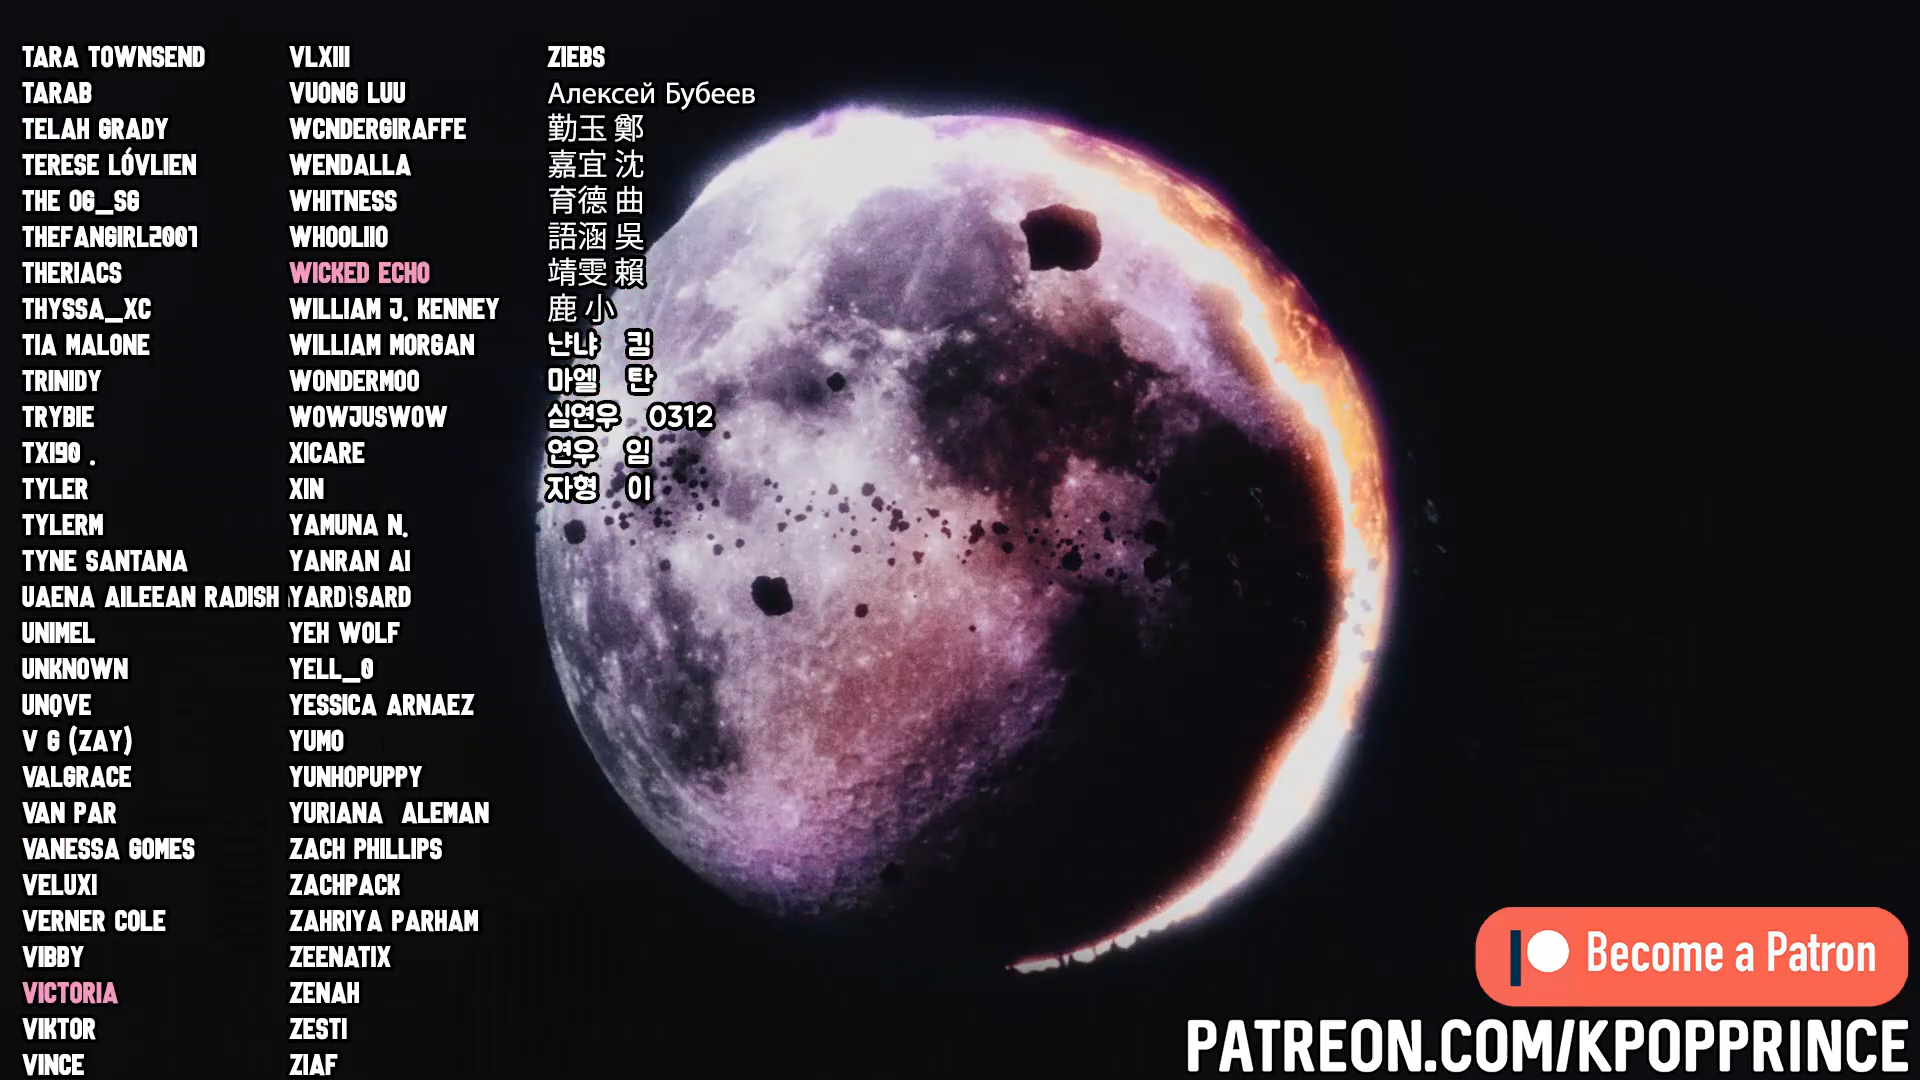 TARA TOWNSEND
TARAB
TELAH GRADY
TERESE LÓVLIEN
THE OG_SG
THEFANGIRL2001
THERIACS
THYSSA_XC
TIA MALONE
TRINIDY
TRYBIE
TX190 .
TYLER
TYLERM
TYNE SANTANA
UAENA AILEEAN RADISH
UNIMEL
UNKNOWN
UNQVE
V G (ZAY)
VALGRACE
VAN PAR
VANESSA GOMES
VELUXI
VERNER COLE
VIBBY
VICTORIA
VIKTOR
VINCE
VLXIII
VUONG LUU
WCNDERGIRAFFE
WENDALLA
WHITNESS
WHOOLIIO
WICKED ECHO
WILLIAM J. KENNEY
WILLIAM MORGAN
WONDERMOO
WOWJUSWOW
XICARE
XIN
YAMUNA N.
YANRAN AI
YARD SARD
YEH WOLF
YELL_0
YESSICA ARNAEZ
YUMO
YUNHOPUPPY
YURIANA ALEMAN
ZACH PHILLIPS
ZACHPACK
ZAHRIYA PARHAM
ZEENATIX
ZENAH
ZESTI
ZIAF
ZIEBS
Алексей Бубеев
勤玉 鄭
嘉宜 沈
育德 曲
語涵 吳
靖雯 賴
鹿 小
냔냐 킴
마엘 탄
심연우 0312
연우 임
자형 이
Become a Patron
PATREON.COM/KPOPPRINCE